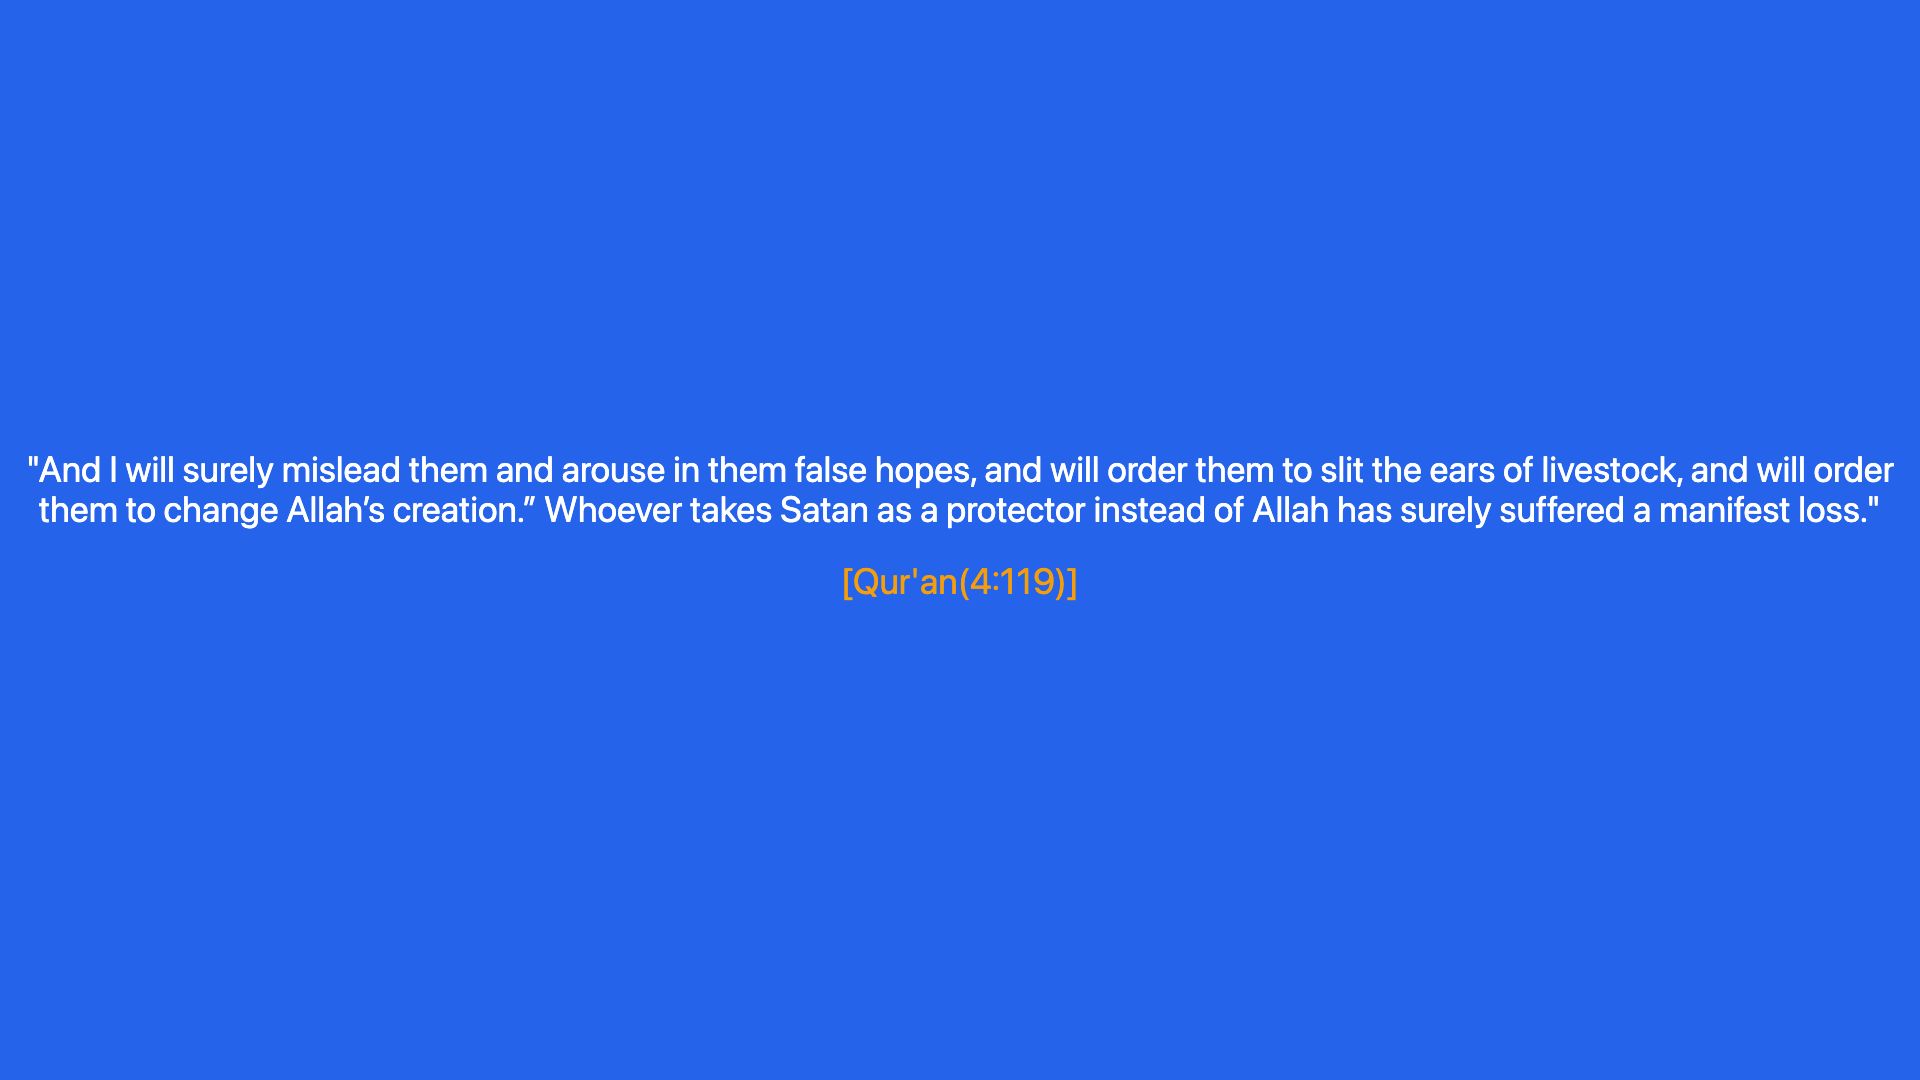 "And I will surely mislead them and arouse in them false hopes, and will order them to slit the ears of livestock, and will order
them to change Allah’s creation.” Whoever takes Satan as a protector instead of Allah has surely suffered a manifest loss."
[Qur'an(4:119)]